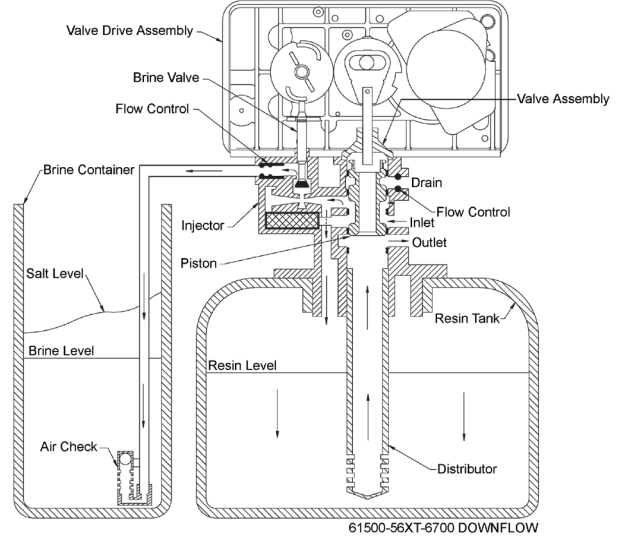 Valve Drive Assembly
Brine Valve
Flow Control
Valve Assembly
Brine Container
Drain
Flow Control
Injector
Inlet
Outlet
Piston
Salt Level
Resin Tank
Brine Level
Resin Level
Air Check
Distributor
61500-56XT-6700 DOWNFLOW